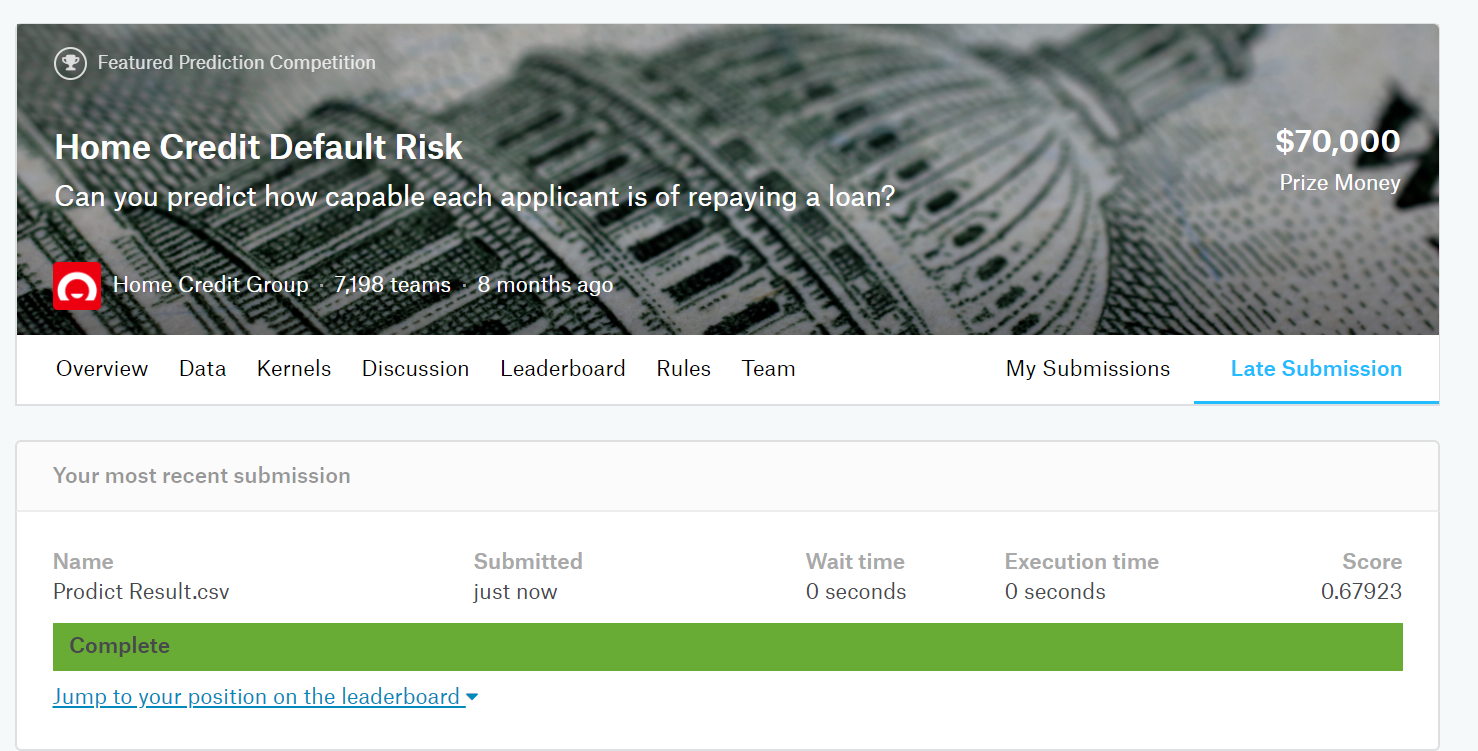 Featured Prediction Competition
Home Credit Default Risk
Can you predict how capable each applicant is of repaying a loan?
$70,000
Prize Money
Home Credit Group · 7,198 teams · 8 months ago
Overview Data Kernels Discussion Leaderboard Rules Team My Submissions Late Submission
Your most recent submission
Name Submitted Wait time Execution time Score
Prodict Result.csv just now 0 seconds 0 seconds 0.67923
Complete
Jump to your position on the leaderboard